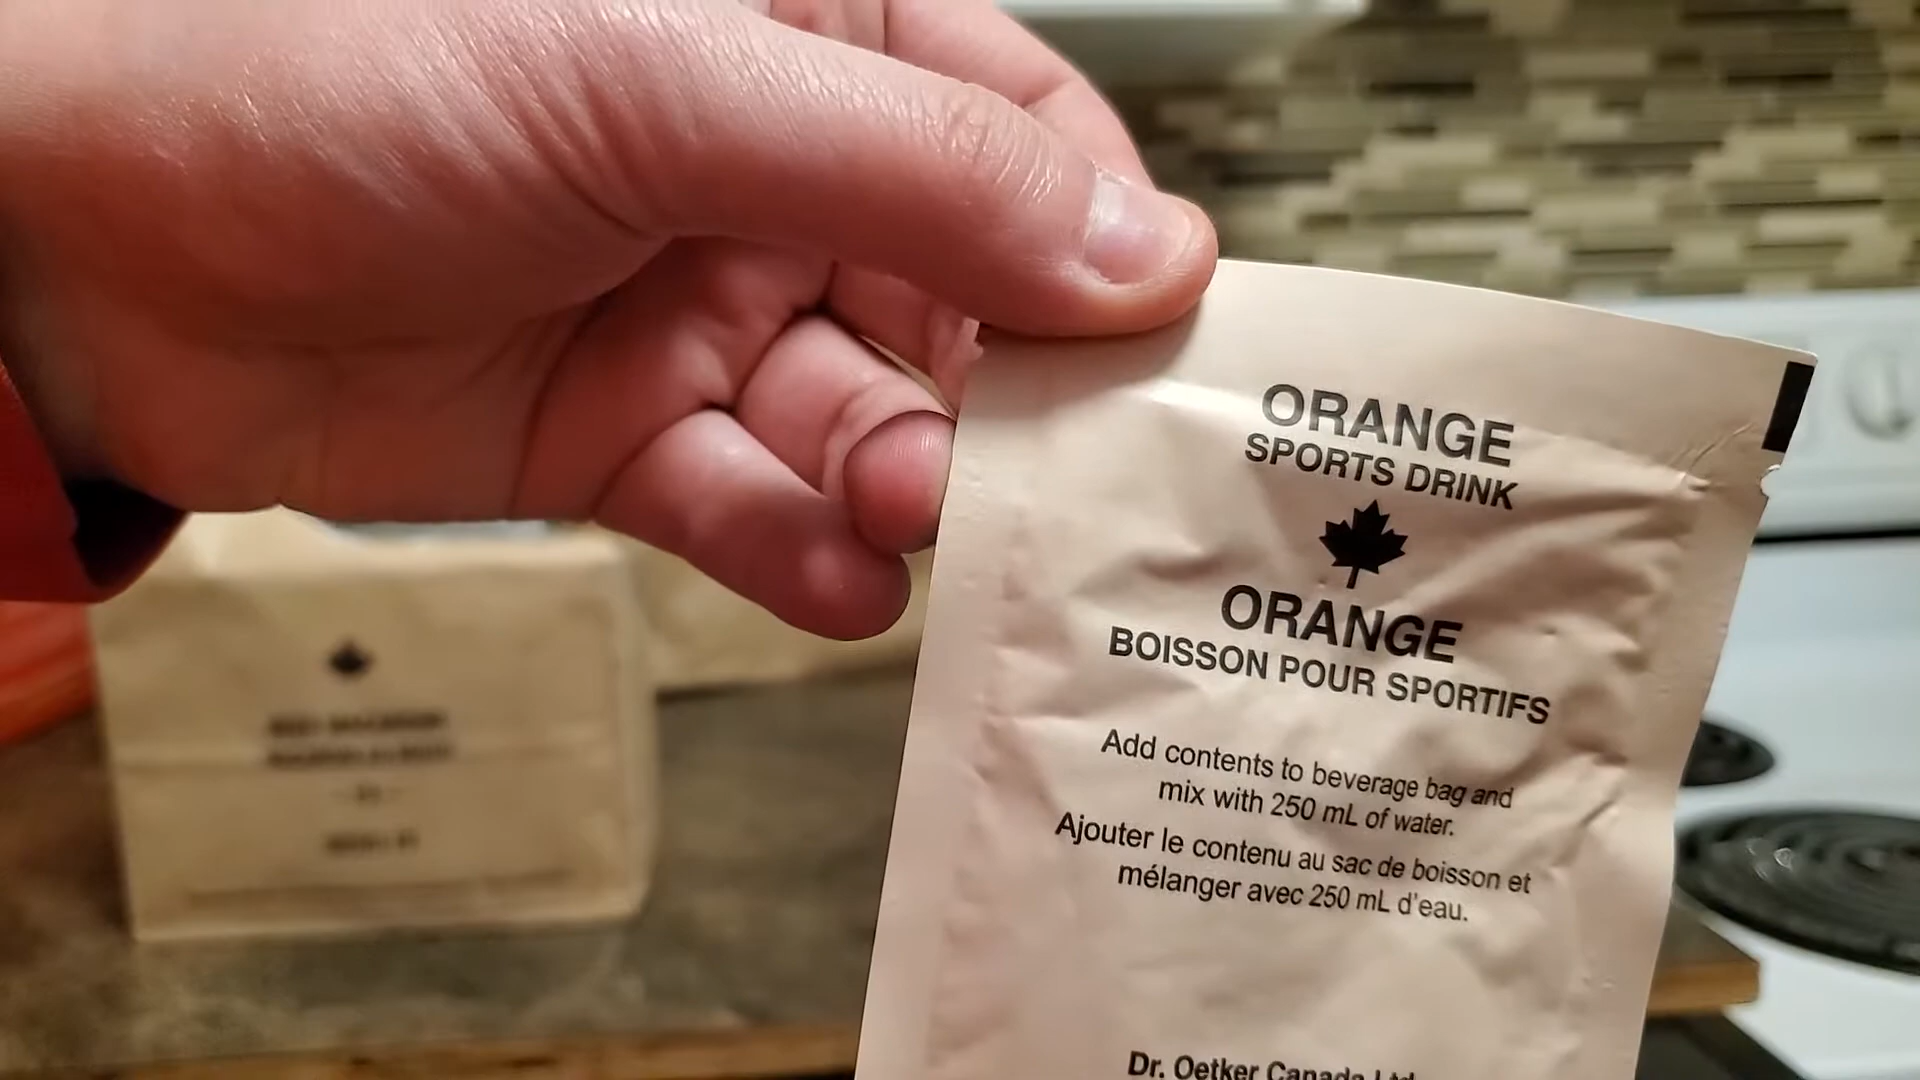 ORANGE
SPORTS DRINK
ORANGE
BOISSON POUR SPORTIFS
Add contents to beverage bag and
mix with 250 mL of water.
Ajouter le contenu au sac de boisson et
mélanger avec 250 mL d'eau.
Dr. Oetker Canada Ltd.